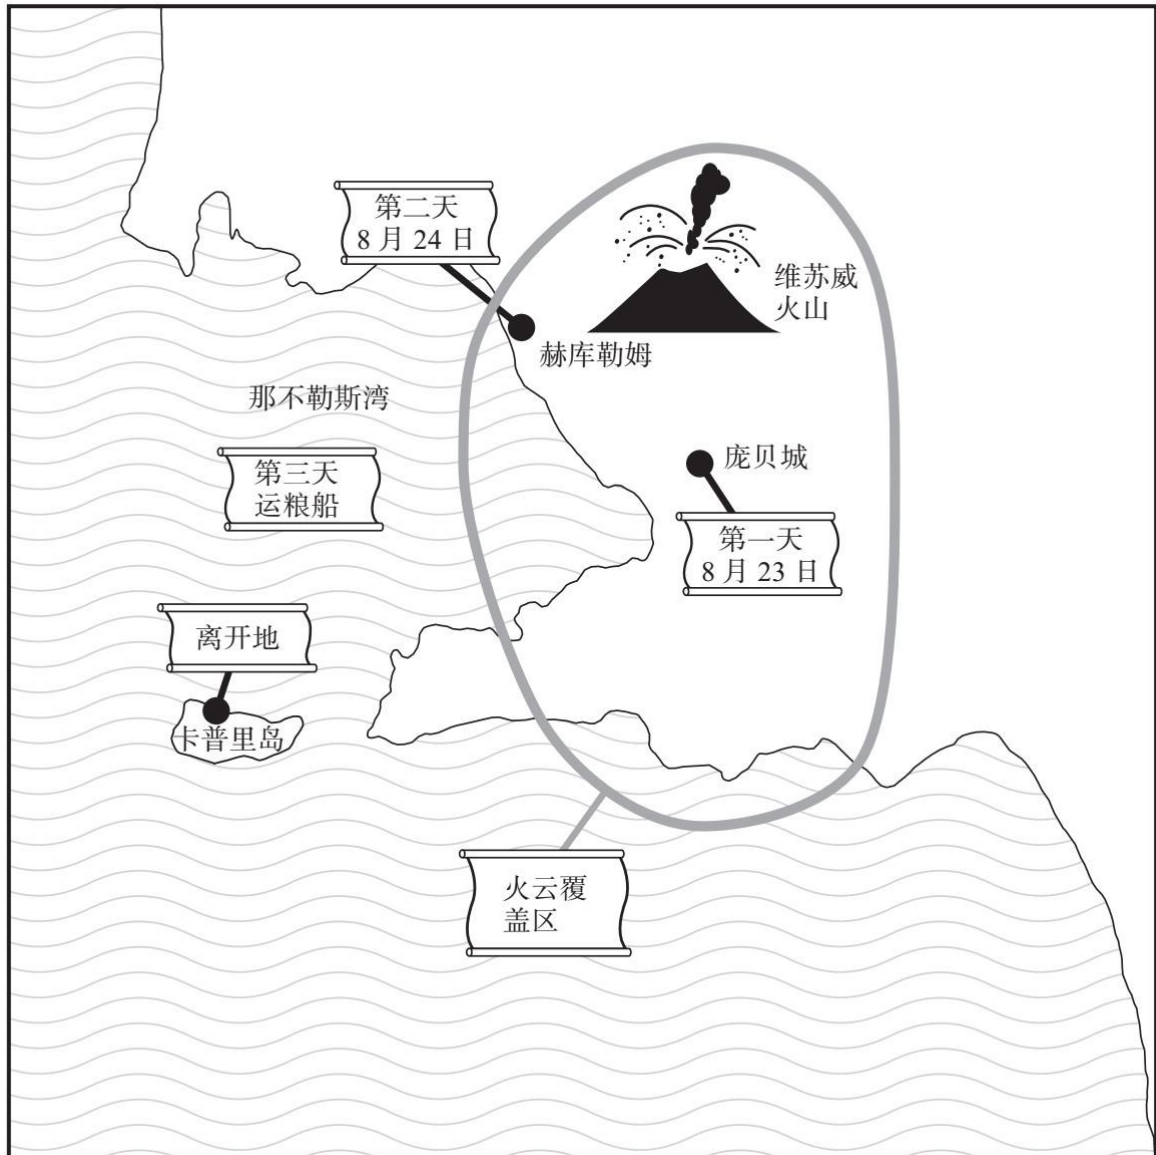 第二天
8 月 24 日
维苏威
火山
赫库勒姆
那不勒斯湾
庞贝城
第三天
运粮船
第一天
8 月 23 日
离开地
卡普里岛
火云覆
盖区